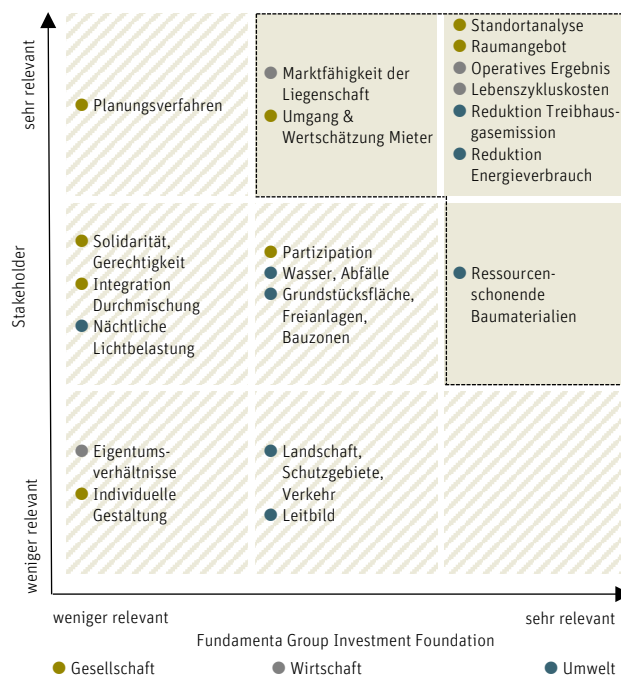 sehr relevant
Stakeholder
weniger relevant
Planungsverfahren
Marktfähigkeit der
Liegenschaft
Umgang &
Wertschätzung Mieter
Standortanalyse
Raumangebot
Operatives Ergebnis
Lebenszykluskosten
Reduktion Treibhaus-
gasemission
Reduktion
Energieverbrauch
Solidarität,
Gerechtigkeit
Integration
Durchmischung
Nächtliche
Lichtbelastung
Partizipation
Wasser, Abfälle
Grundstücksfläche,
Freianlagen,
Bauzonen
Ressourcen-
schonende
Baumaterialien
Eigentums-
verhältnisse
Individuelle
Gestaltung
Landschaft,
Schutzgebiete,
Verkehr
Leitbild
weniger relevant
sehr relevant
Fundamenta Group Investment Foundation
Gesellschaft
Wirtschaft
Umwelt